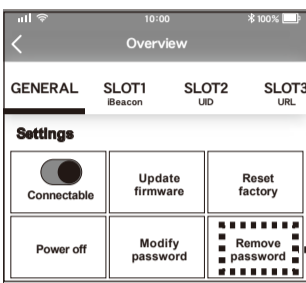 10:00 100%
Overview
GENERAL SLOT1 SLOT2 SLOT3
iBeacon UID URL
Settings
Connectable
Update
firmware
Reset
factory
Power off
Modify
password
Remove
password